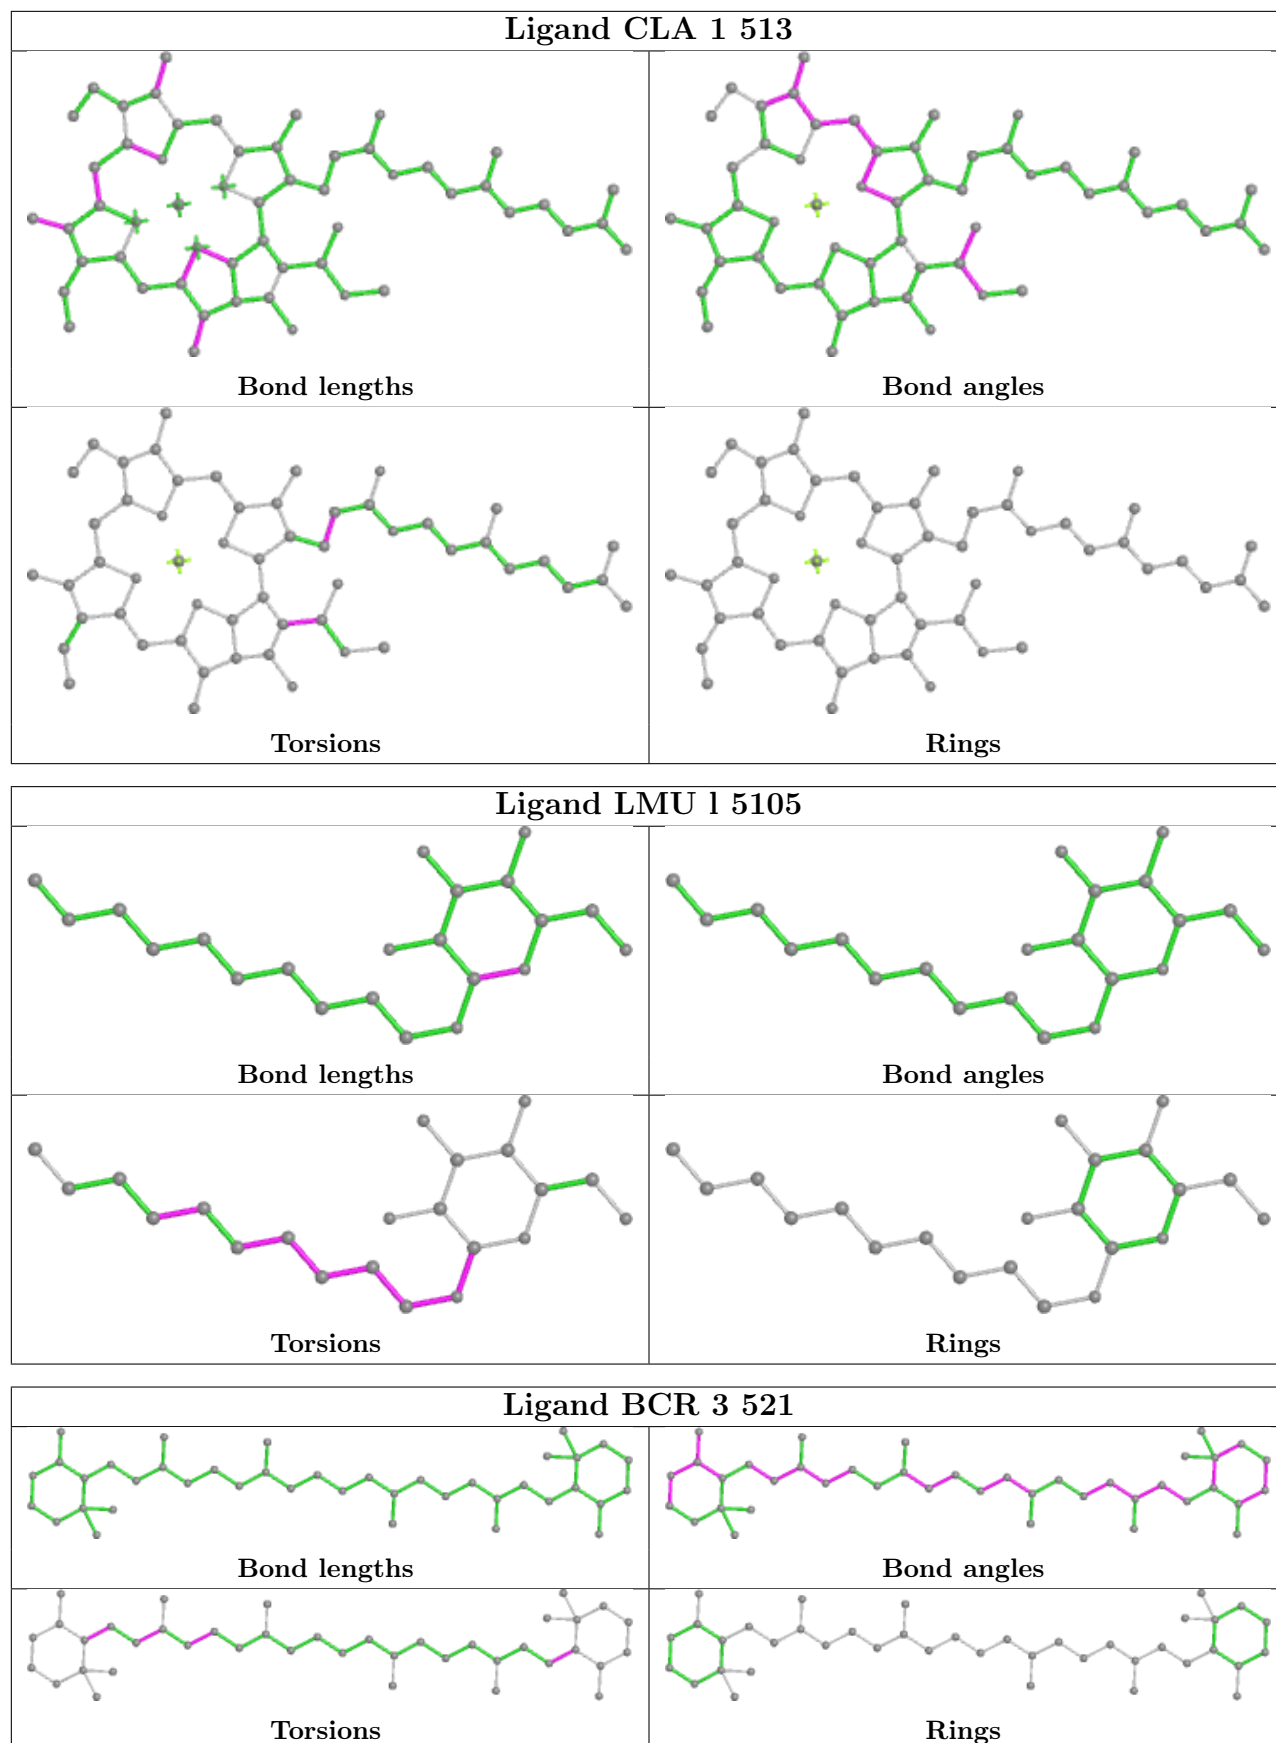 Ligand CLA 1 513
Bond lengths
Bond angles
Torsions
Rings
Ligand LMU l 5105
Bond lengths
Bond angles
Torsions
Rings
Ligand BCR 3 521
Bond lengths
Bond angles
Torsions
Rings